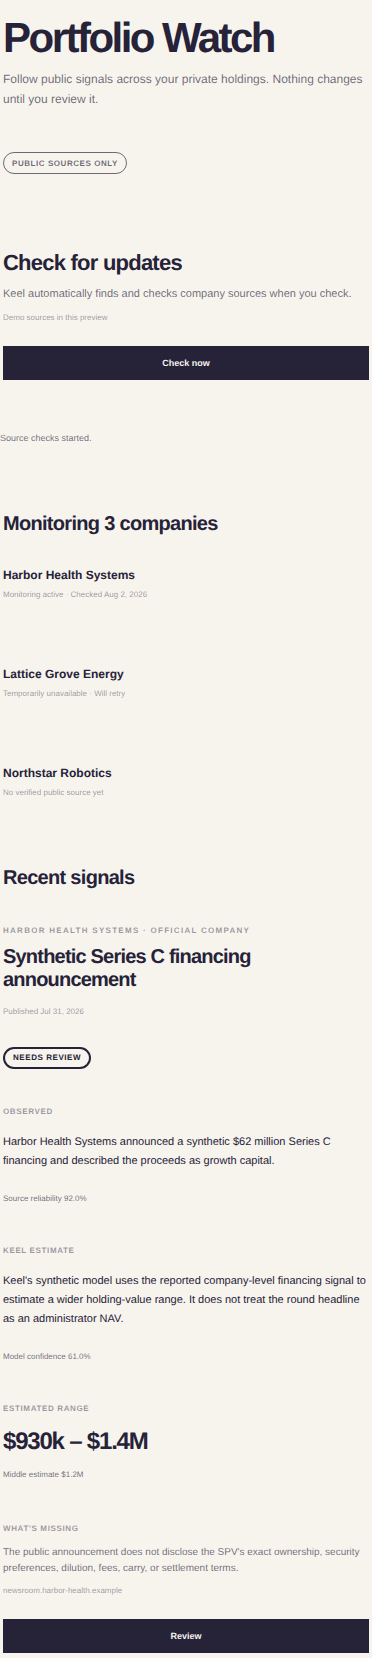 Portfolio Watch
Follow public signals across your private holdings. Nothing changes
until you review it.
PUBLIC SOURCES ONLY
Check for updates
Keel automatically finds and checks company sources when you check.
Demo sources in this preview
Check now
Source checks started.
Monitoring 3 companies
Harbor Health Systems
Monitoring active · Checked Aug 2, 2026
Lattice Grove Energy
Temporarily unavailable · Will retry
Northstar Robotics
No verified public source yet
Recent signals
HARBOR HEALTH SYSTEMS · OFFICIAL COMPANY
Synthetic Series C financing
announcement
Published Jul 31, 2026
NEEDS REVIEW
OBSERVED
Harbor Health Systems announced a synthetic $62 million Series C
financing and described the proceeds as growth capital.
Source reliability 92.0%
KEEL ESTIMATE
Keel's synthetic model uses the reported company-level financing signal to
estimate a wider holding-value range. It does not treat the round headline
as an administrator NAV.
Model confidence 61.0%
ESTIMATED RANGE
$930k – $1.4M
Middle estimate $1.2M
WHAT'S MISSING
The public announcement does not disclose the SPV's exact ownership, security
preferences, dilution, fees, carry, or settlement terms.
newsroom.harbor-health.example
Review